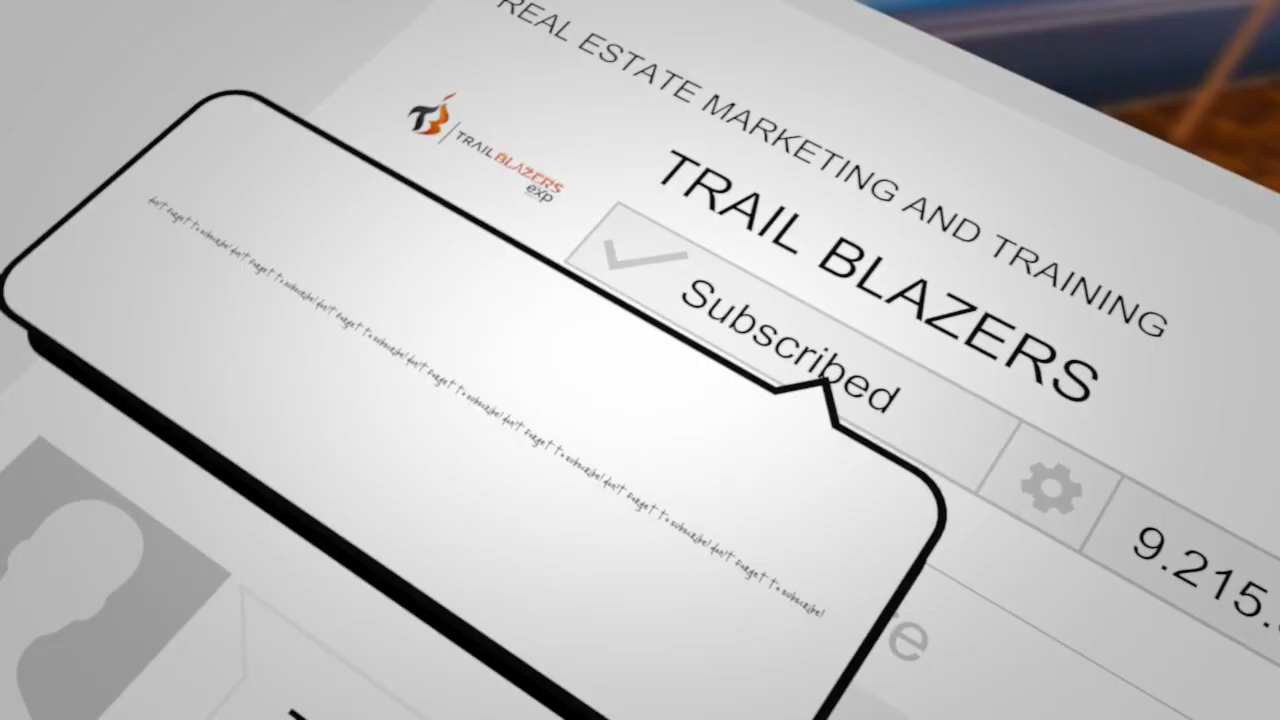 REAL ESTATE MARKETING AND TRAINING
TB TRAILBLAZERS
exp
TRAIL BLAZERS
Subscribed
9.215.
don't forget to subscribe! don't forget to subscribe! don't forget to subscribe! don't forget to subscribe! don't forget to subscribe! don't forget to subscribe! don't forget to subscribe! don't forget to subscribe!
e